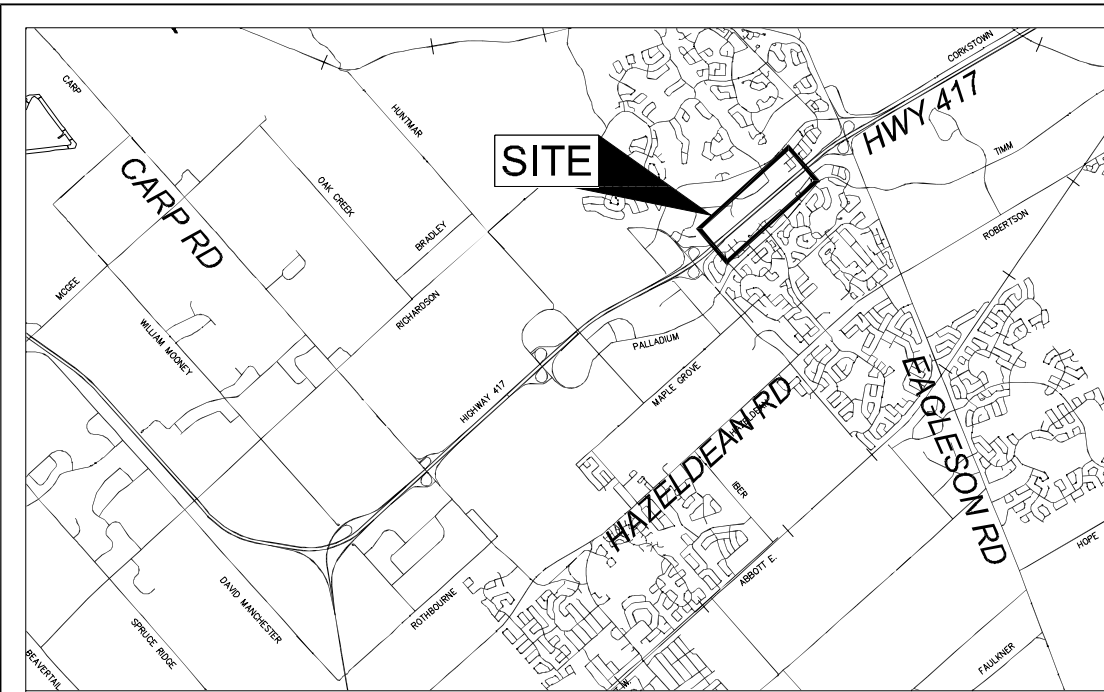 CORKSTOWN
CARP
HUNTMAR
HWY 417
SITE
TIMM
CARP RD
OAK CREEK
ROBERTSON
BRADLEY
MCGEE
RICHARDSON
WILLIAM MOONEY
PALLADIUM
HIGHWAY 417
MAPLE GROVE
EAGLESON RD
HAZELDEAN RD
IBER
HOPE
ABBOTT E.
ROTHBOURNE
DAVID MANCHESTER
SPRUCE RIDGE
BEAVERTAIL
FAULKNER